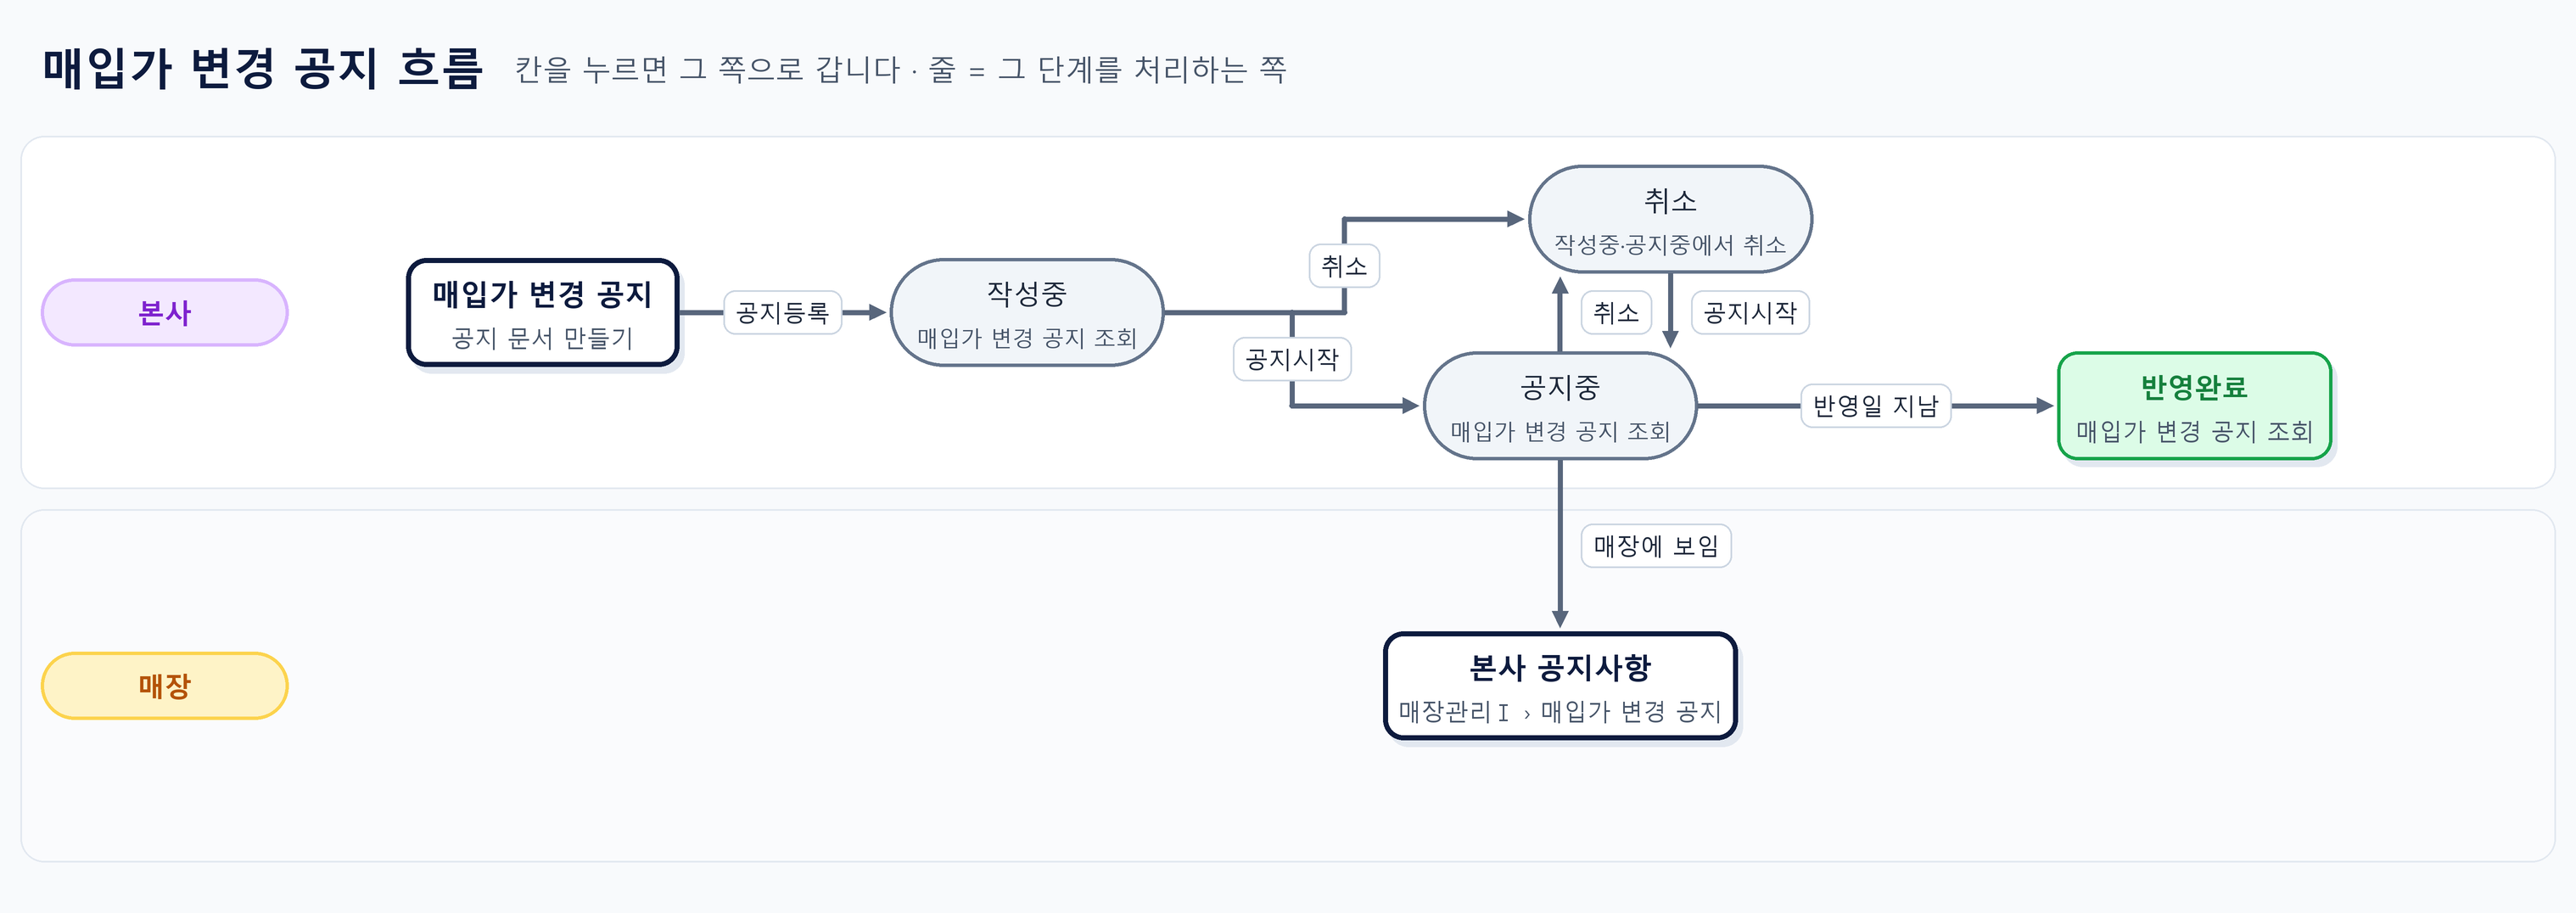 매입가 변경 공지 흐름 칸을 누르면 그 쪽으로 갑니다 · 줄 = 그 단계를 처리하는 쪽
본사
매입가 변경 공지
공지 문서 만들기
공지등록
작성중
매입가 변경 공지 조회
취소
공지시작
취소
작성중·공지중에서 취소
취소
공지시작
공지중
매입가 변경 공지 조회
반영일 지남
반영완료
매입가 변경 공지 조회
매장
매장에 보임
본사 공지사항
매장관리Ⅰ › 매입가 변경 공지